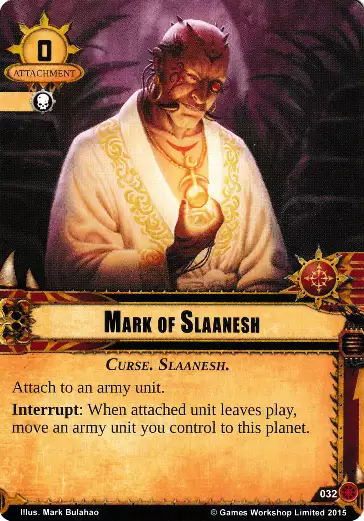 0
ATTACHMENT
MARK OF SLAANESH
CURSE. SLAANESH.
Attach to an army unit.
Interrupt: When attached unit leaves play,
move an army unit you control to this planet.
032
Illus. Mark Bulahao
© Games Workshop Limited 2015